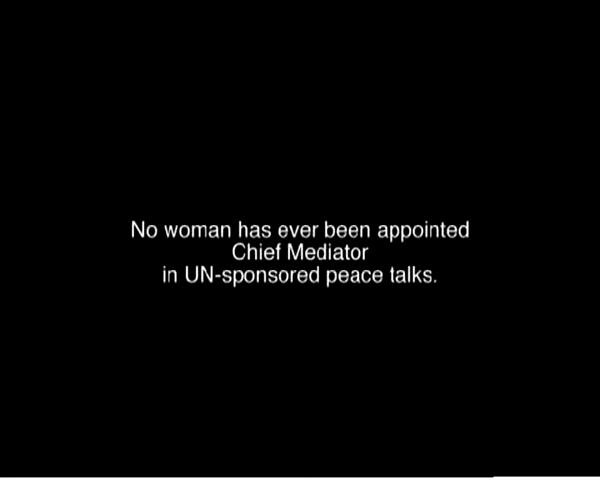 No woman has ever been appointed
Chief Mediator
in UN-sponsored peace talks.